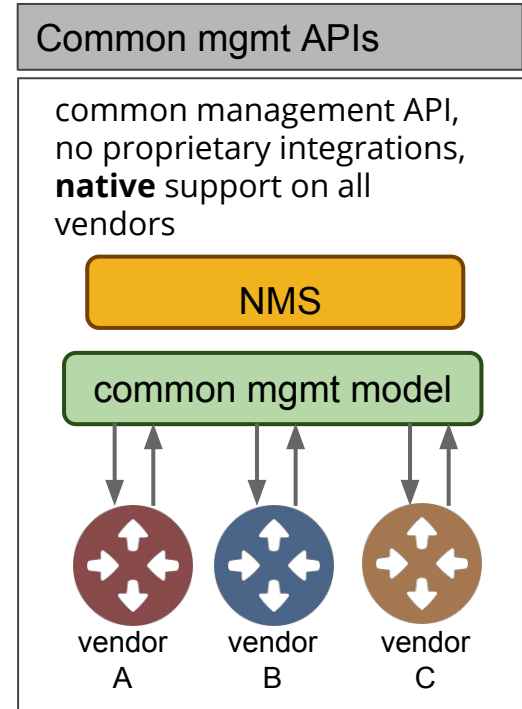 Common mgmt APIs
common management API,
no proprietary integrations,
native support on all
vendors
NMS
common mgmt model
vendor
A
vendor
B
vendor
C